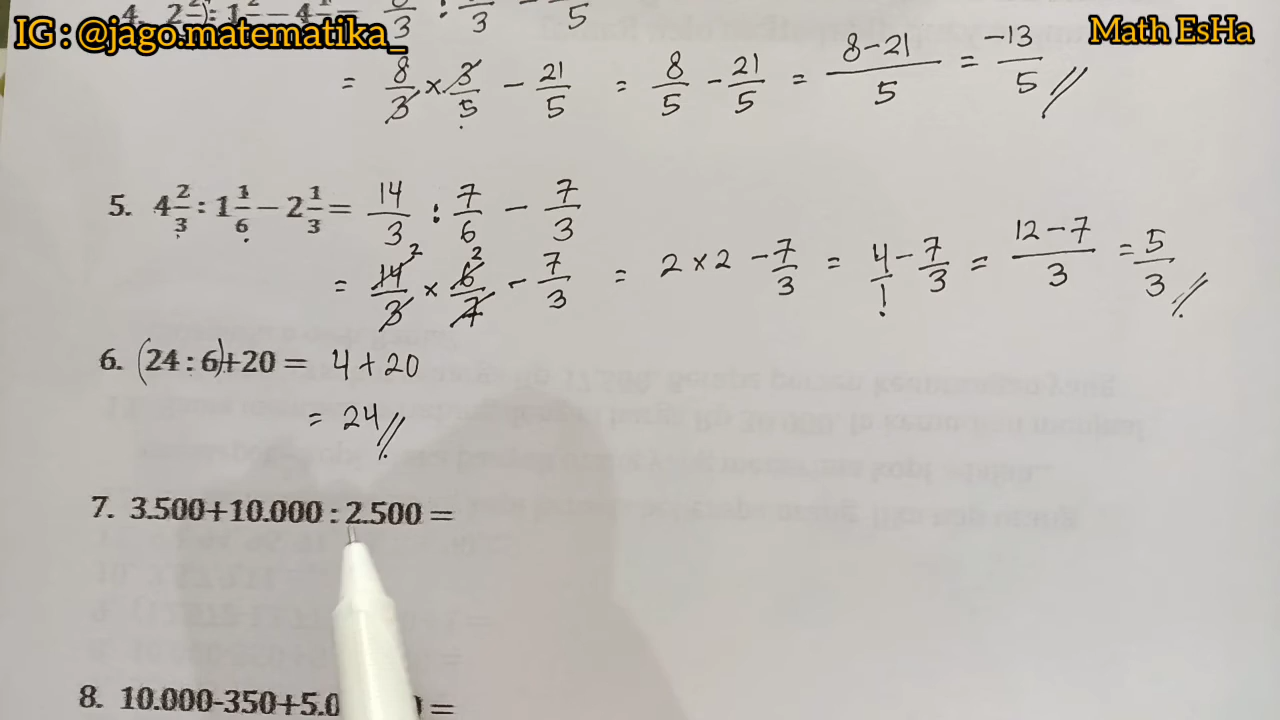 IG : @jago.matematika_
Math EsHa
= 8/3 × 3/5 - 21/5 = 8/5 - 21/5 = (8-21)/5 = -13/5 //
5. 4 2/3 : 1 1/6 - 2 1/3 = 14/3 : 7/6 - 7/3
= 14/3 2 × 6/7 2 - 7/3 = 2 × 2 - 7/3 = 4/1 - 7/3 = (12-7)/3 = 5/3 //
6. (24 : 6)+20 = 4 + 20
= 24 //
7. 3.500+10.000 : 2.500 =
8. 10.000-350+5.0 =